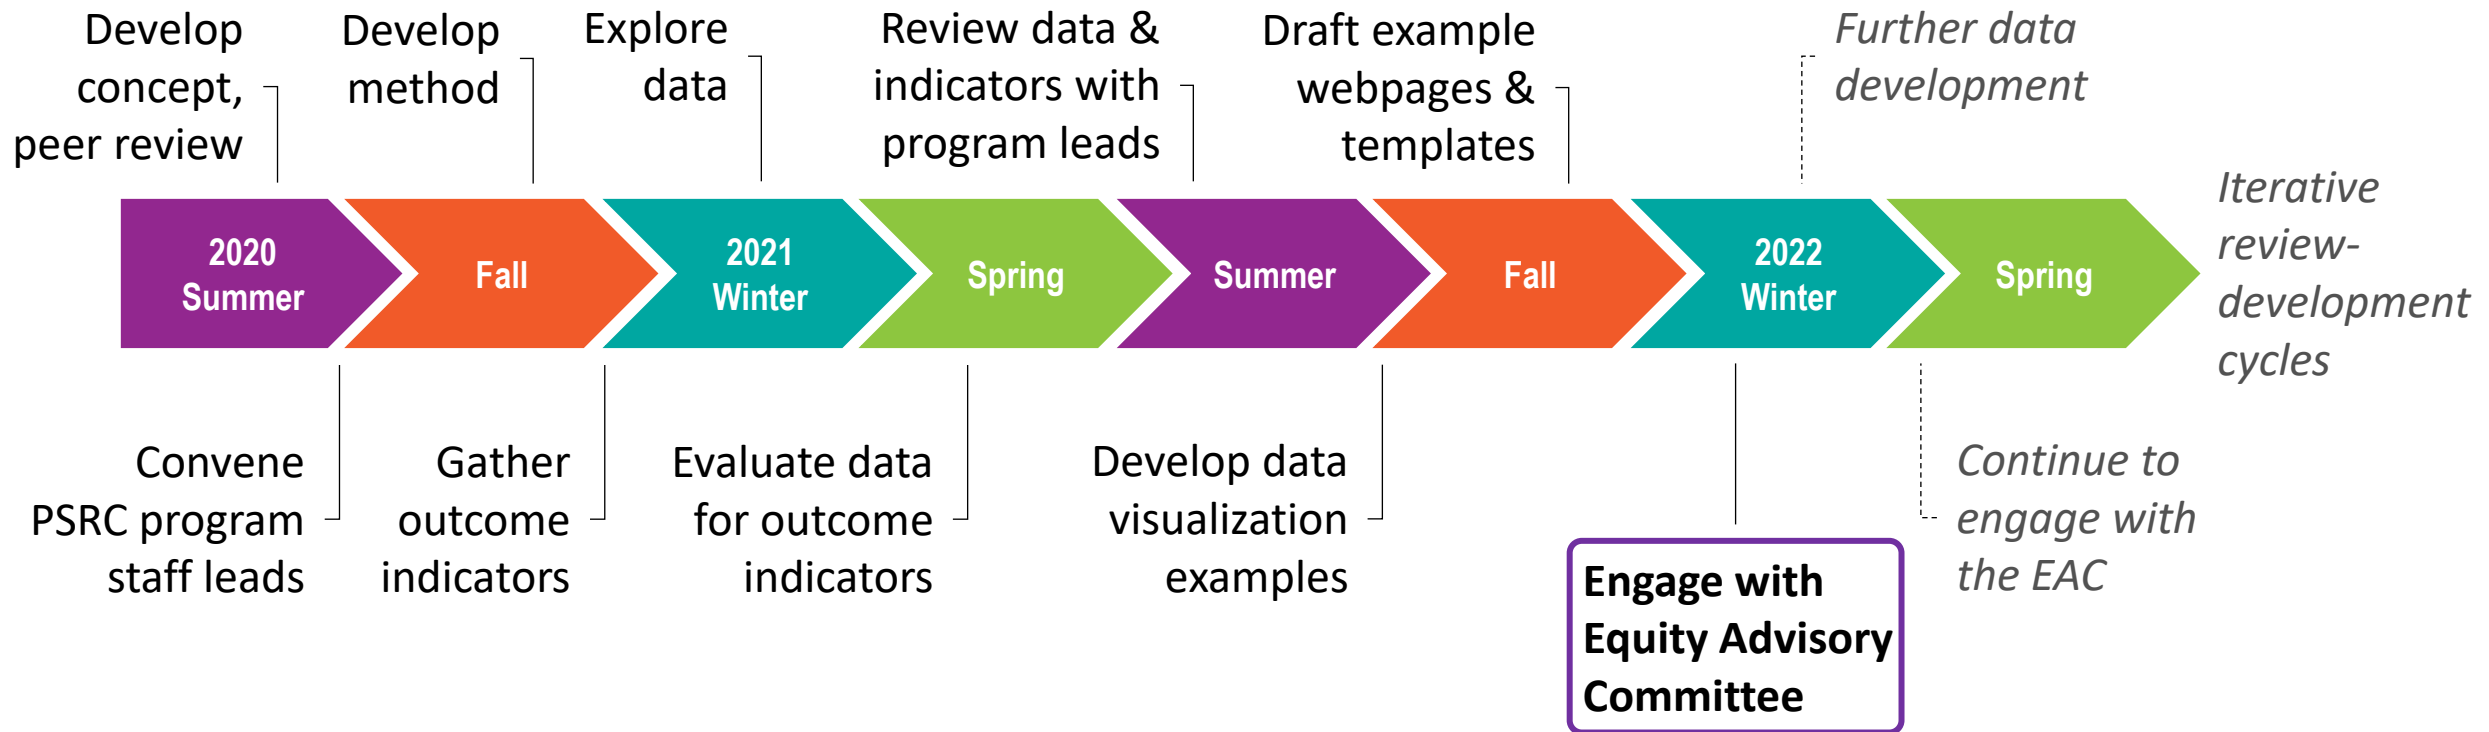 Develop
concept,
peer review
Develop
method
Explore
data
Review data &
indicators with
program leads
Draft example
webpages &
templates
Further data
development
2020
Summer
Fall
2021
Winter
Spring
Summer
Fall
2022
Winter
Spring
Iterative
review-
development
cycles
Convene
PSRC program
staff leads
Gather
outcome
indicators
Evaluate data
for outcome
indicators
Develop data
visualization
examples
Engage with
Equity Advisory
Committee
Continue to
engage with
the EAC